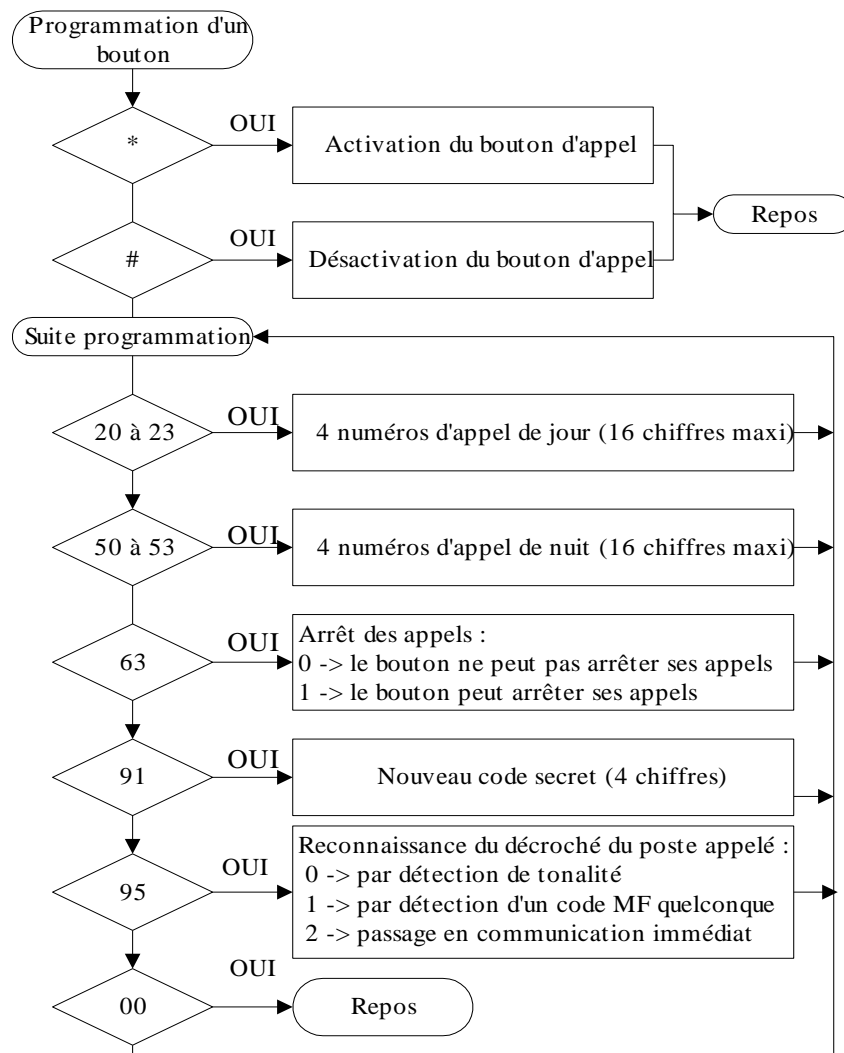 Programmation d'un
bouton
*
OUI
Activation du bouton d'appel
Repos
#
OUI
Désactivation du bouton d'appel
Suite programmation
20 à 23
OUI
4 numéros d'appel de jour (16 chiffres maxi)
50 à 53
OUI
4 numéros d'appel de nuit (16 chiffres maxi)
63
OUI
Arrêt des appels :
0 -> le bouton ne peut pas arrêter ses appels
1 -> le bouton peut arrêter ses appels
91
OUI
Nouveau code secret (4 chiffres)
95
OUI
Reconnaissance du décroché du poste appelé :
0 -> par détection de tonalité
1 -> par détection d'un code MF quelconque
2 -> passage en communication immédiat
00
OUI
Repos